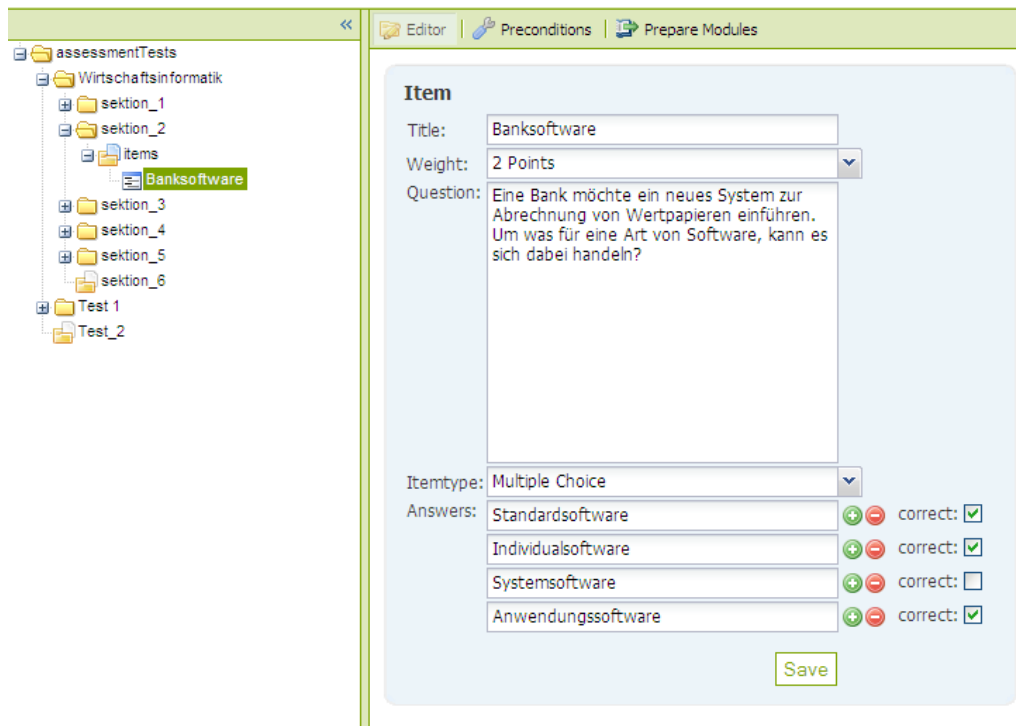 «
assessmentTests
Wirtschaftsinformatik
sektion_1
sektion_2
items
Banksoftware
sektion_3
sektion_4
sektion_5
sektion_6
Test 1
Test_2
Editor Preconditions Prepare Modules
Item
Title: Banksoftware
Weight: 2 Points
Question: Eine Bank möchte ein neues System zur
Abrechnung von Wertpapieren einführen.
Um was für eine Art von Software, kann es
sich dabei handeln?
Itemtype: Multiple Choice
Answers: Standardsoftware correct:
Individualsoftware correct:
Systemsoftware correct:
Anwendungssoftware correct:
Save